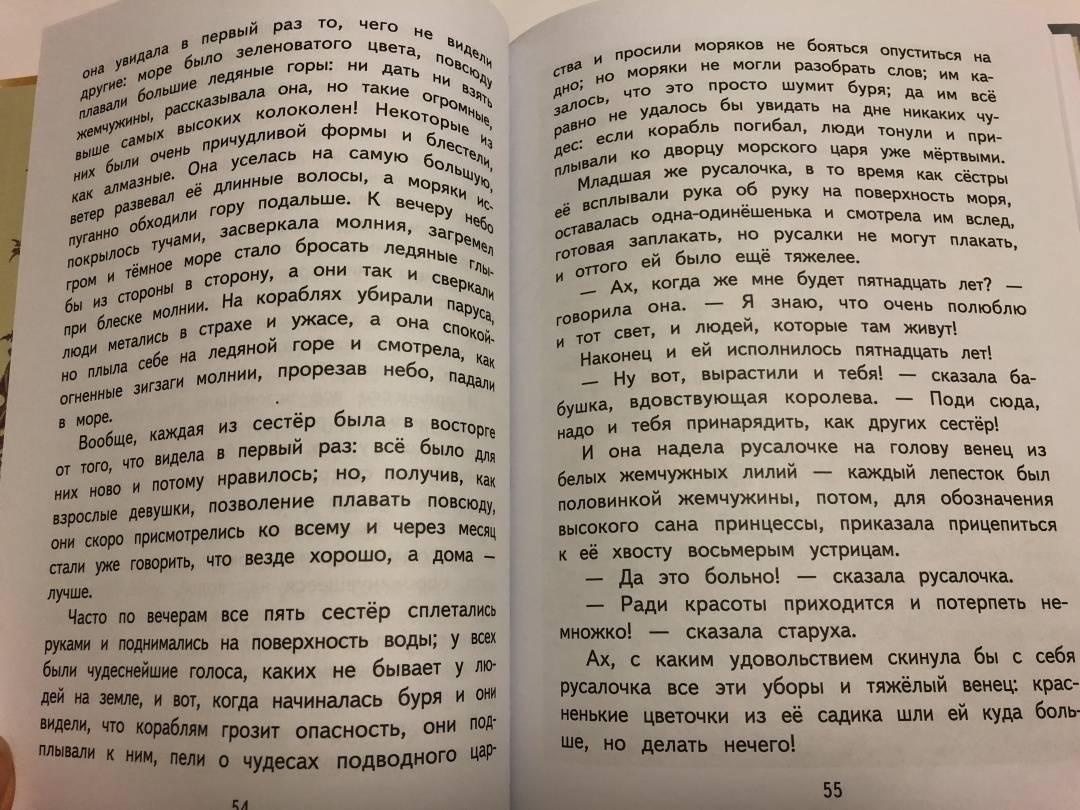 она увидала в первый раз то, чего не видели
другие: море было зеленоватого цвета, повсюду
плавали большие ледяные горы: ни дать ни взять
жемчужины, рассказывала она, но такие огромные,
выше самых высоких колоколен! Некоторые из
них были очень причудливой формы и блестели,
как алмазные. Она уселась на самую большую,
ветер развевал её длинные волосы, а моряки ис-
пуганно обходили гору подальше. К вечеру небо
покрылось тучами, засверкала молния, загремел
гром и тёмное море стало бросать ледяные глы-
бы из стороны в сторону, а они так и сверкали
при блеске молнии. На кораблях убирали паруса,
люди метались в страхе и ужасе, а она спокой-
но плыла себе на ледяной горе и смотрела, как
огненные зигзаги молнии, прорезав небо, падали
в море.
Вообще, каждая из сестёр была в восторге
от того, что видела в первый раз: всё было для
них ново и потому нравилось; но, получив, как
взрослые девушки, позволение плавать повсюду,
они скоро присмотрелись ко всему и через месяц
стали уже говорить, что везде хорошо, а дома –
лучше.
Часто по вечерам все пять сестёр сплетались
руками и поднимались на поверхность воды; у всех
были чудеснейшие голоса, каких не бывает у лю-
дей на земле, и вот, когда начиналась буря и они
видели, что кораблям грозит опасность, они под-
плывали к ним, пели о чудесах подводного цар-
54
ства и просили моряков не бояться опуститься на
дно; но моряки не могли разобрать слов; им ка-
залось, что это просто шумит буря; да им всё
равно не удалось бы увидать на дне никаких чу-
дес: если корабль погибал, люди тонули и при-
плывали ко дворцу морского царя уже мёртвыми.
Младшая же русалочка, в то время как сёстры
её всплывали рука об руку на поверхность моря,
оставалась одна-одинёшенька и смотрела им вслед,
готовая заплакать, но русалки не могут плакать,
и оттого ей было ещё тяжелее.
— Ах, когда же мне будет пятнадцать лет? —
говорила она. — Я знаю, что очень полюблю
и тот свет, и людей, которые там живут!
Наконец и ей исполнилось пятнадцать лет!
— Ну вот, вырастили и тебя! — сказала ба-
бушка, вдовствующая королева. — Поди сюда,
надо и тебя принарядить, как других сестёр!
И она надела русалочке на голову венец из
белых жемчужных лилий — каждый лепесток был
половинкой жемчужины, потом, для обозначения
высокого сана принцессы, приказала прицепиться
к её хвосту восьмерым устрицам.
— Да это больно! — сказала русалочка.
— Ради красоты приходится и потерпеть не-
множко! — сказала старуха.
Ах, с каким удовольствием скинула бы с себя
русалочка все эти уборы и тяжёлый венец: крас-
ненькие цветочки из её садика шли ей куда боль-
ше, но делать нечего!
55